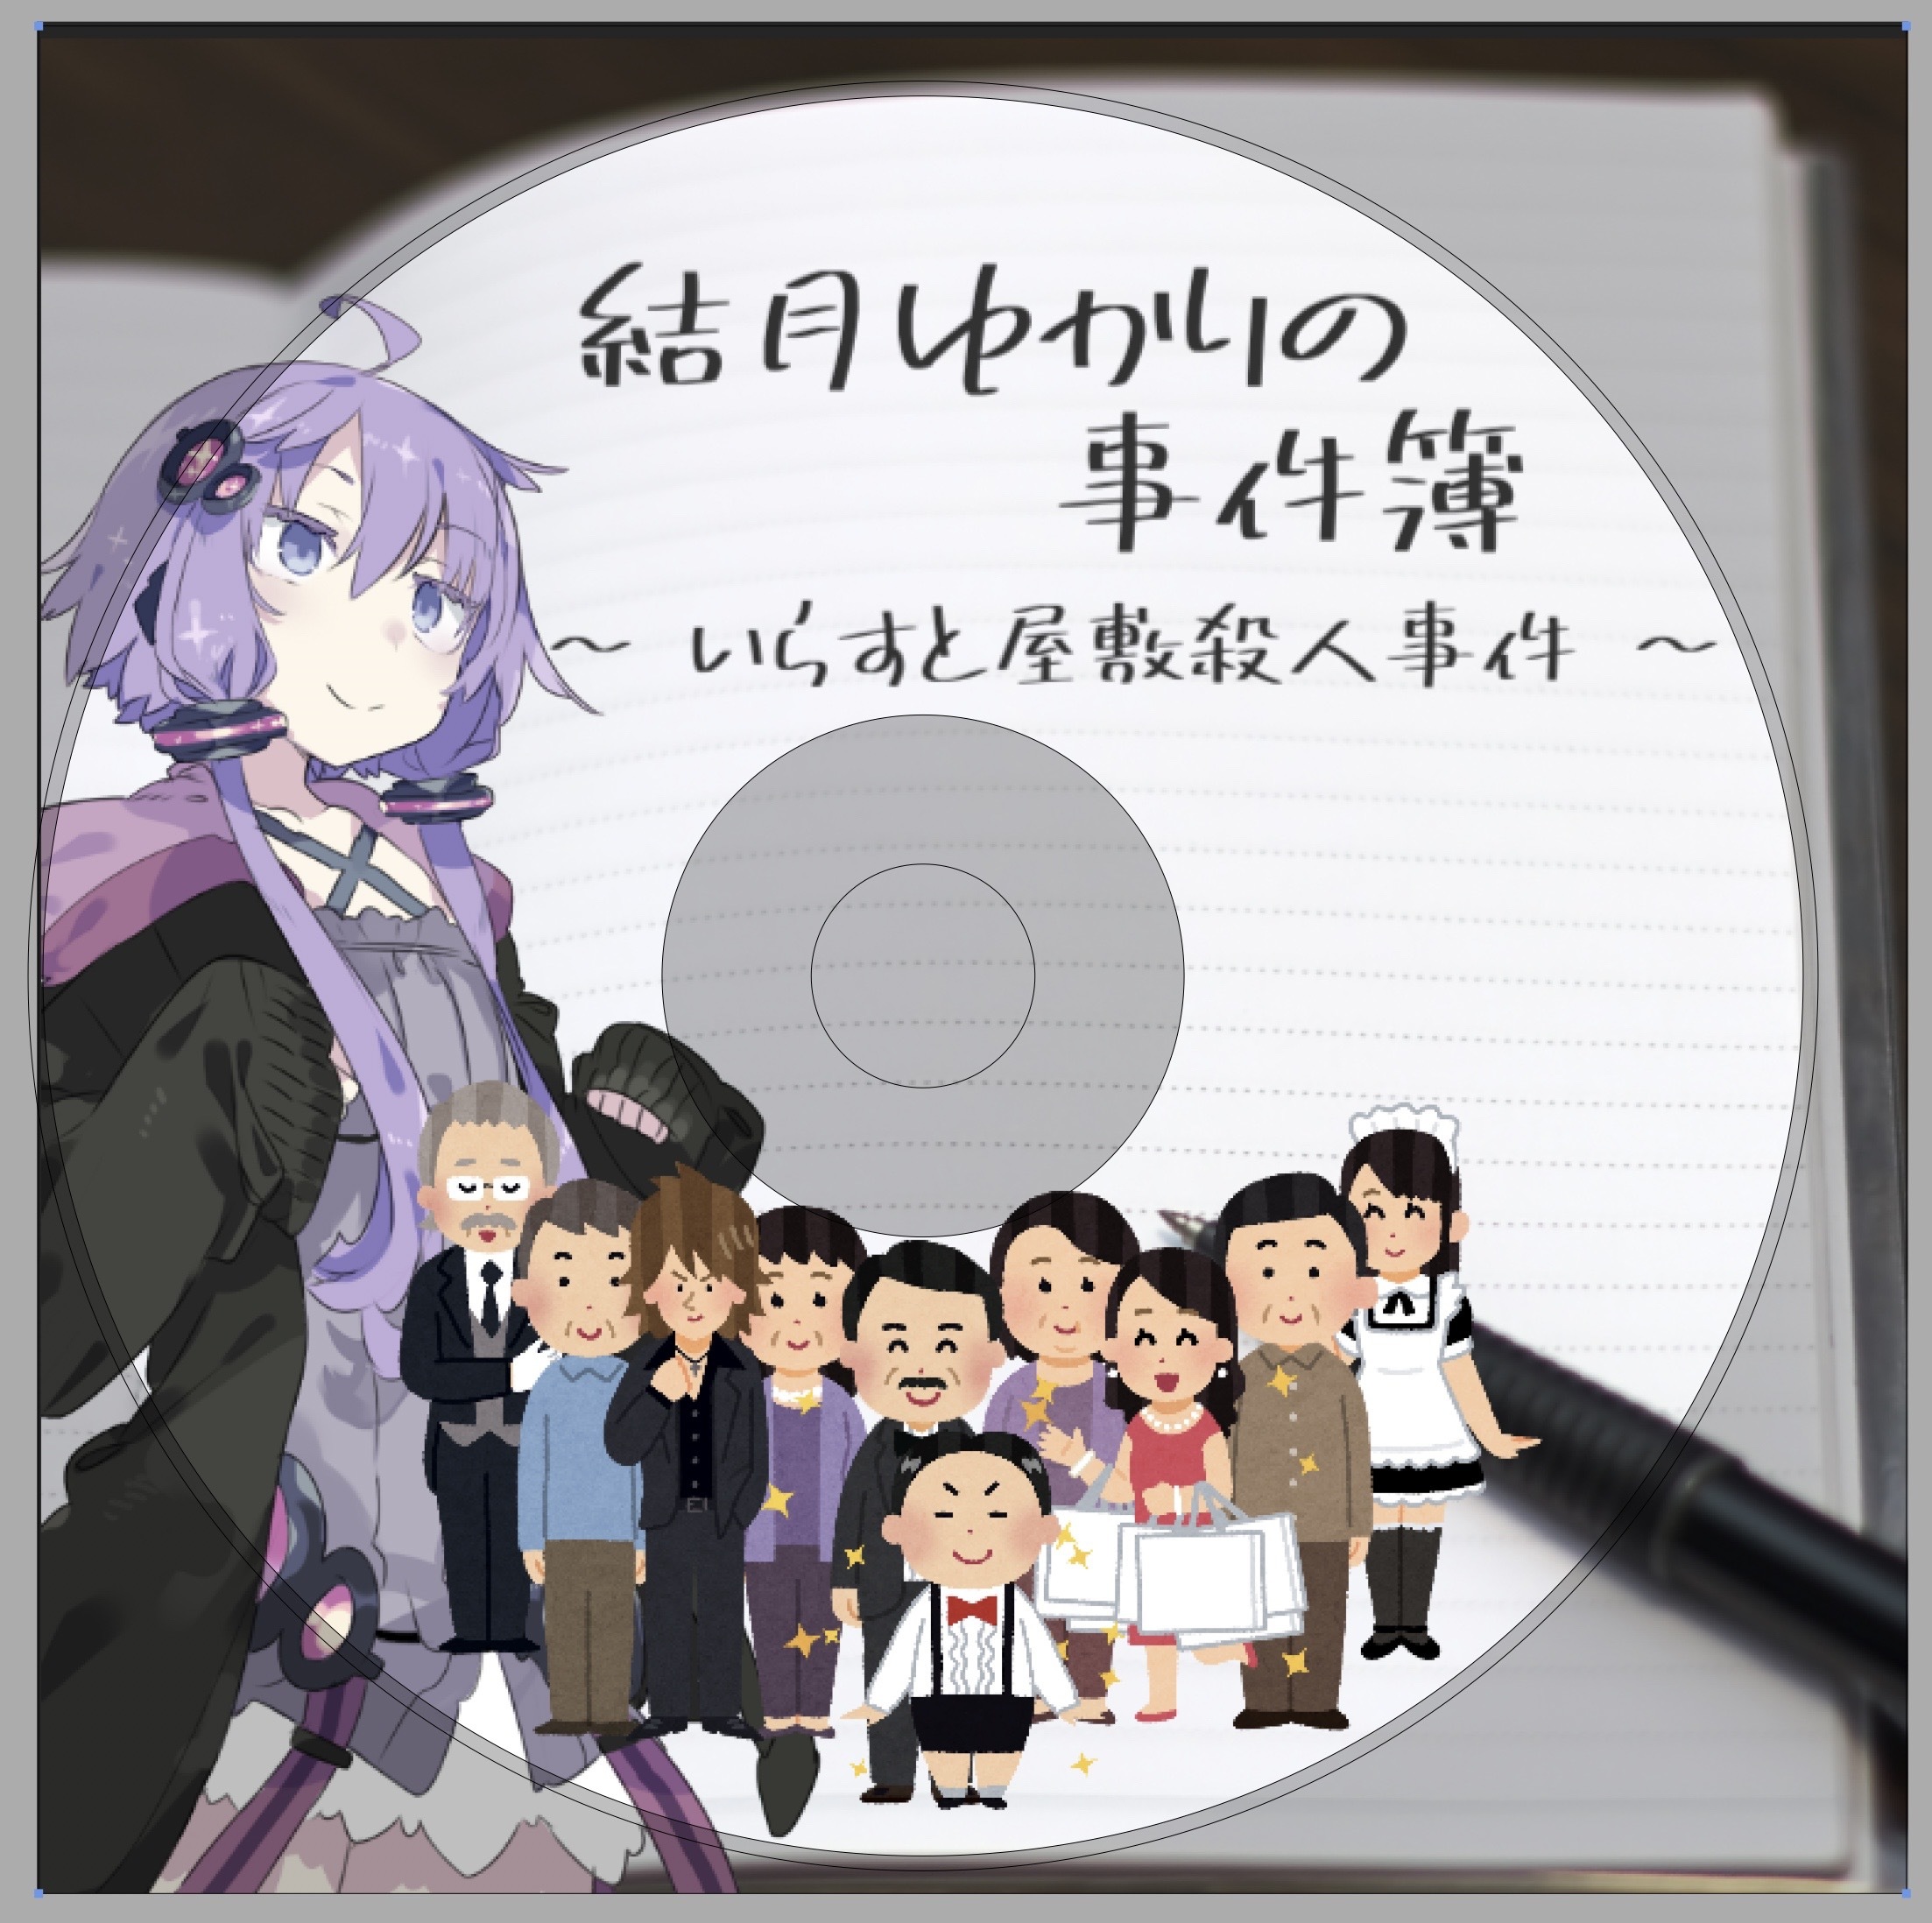 結月ゆかりの
事件簿
～ いらすと屋敷殺人事件 ～